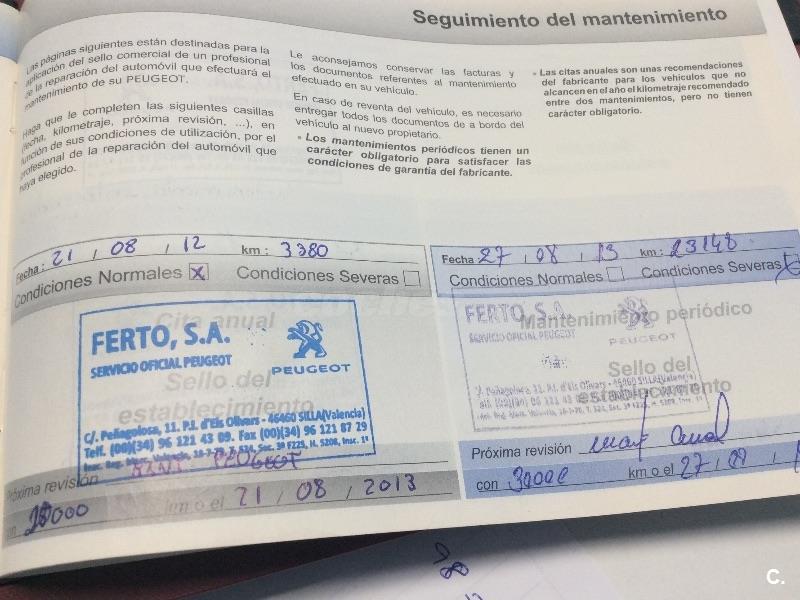 Seguimiento del mantenimiento
Las páginas siguientes están destinadas para la
aplicación del sello comercial de un profesional
de la reparación del automóvil que efectuará el
mantenimiento de su PEUGEOT.
Haga que le completen las siguientes casillas
(fecha, kilometraje, próxima revisión, ...), en
función de sus condiciones de utilización, por el
profesional de la reparación del automóvil que
haya elegido.
Le aconsejamos conservar las facturas y
los documentos referentes al mantenimiento
efectuado en su vehículo.
En caso de reventa del vehículo, es necesario
entregar todos los documentos de a bordo del
vehículo al nuevo propietario.
• Los mantenimientos periódicos tienen un
carácter obligatorio para satisfacer las
condiciones de garantía del fabricante.
• Las citas anuales son unas recomendaciones
del fabricante para los vehículos que no
alcancen en el año el kilometraje recomendado
entre dos mantenimientos, pero no tienen
carácter obligatorio.
Fecha: 21 / 08 / 12 km: 3380
Condiciones Normales X Condiciones Severas
Cita anual
Sello del
establecimiento
FERTO, S.A.
SERVICIO OFICIAL PEUGEOT
PEUGEOT
C/. Peñagolosa, 11. P.I. d'Els Olivars - 46460 SILLA (Valencia)
Telf. (00)(34) 96 121 43 09. Fax (00)(34) 96 121 87 29
PEUGEOT
Próxima revisión
con 000 km o el 21 / 08 / 2013
Fecha 27 / 08 / 13 km: 23148
Condiciones Normales Condiciones Severas
Mantenimiento periódico
Sello del
establecimiento
FERTO, S.A.
SERVICIO OFICIAL PEUGEOT
PEUGEOT
Próxima revisión
con km o el 27 / /
C.